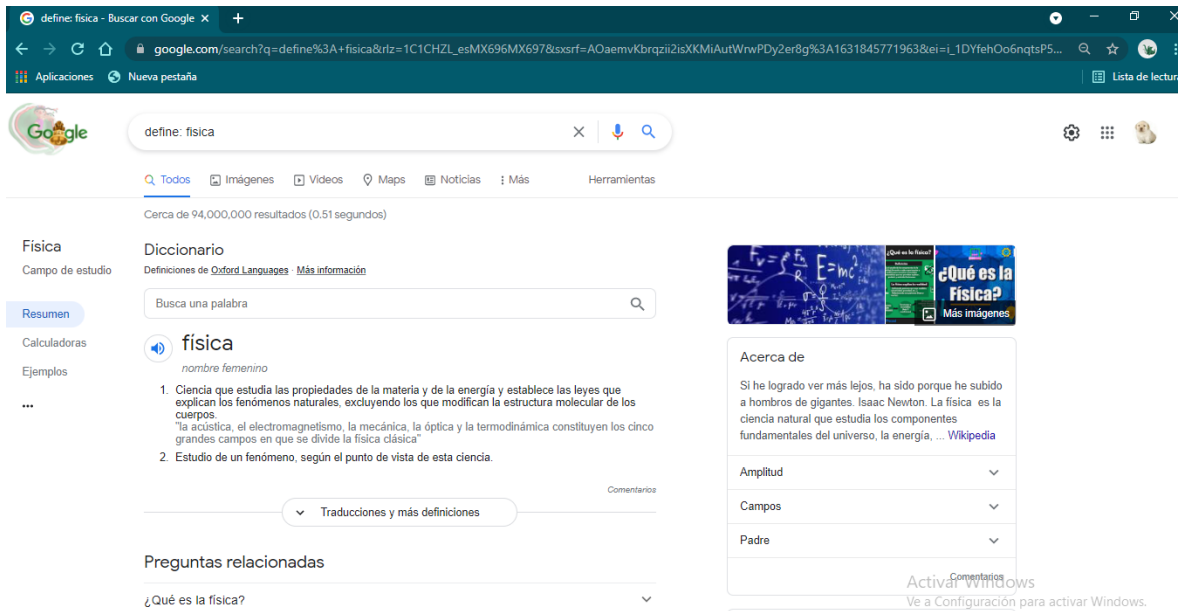 define: fisica - Buscar con Google
google.com/search?q=define%3A+fisica&rlz=1C1CHZL_esMX696MX697&sxsrf=AOaemvKbrqzii2isXKMiAutWrwPDy2er8g%3A1631845771963&ei=i_1DYfehOo6nqtsP5...
Aplicaciones Nueva pestaña Lista de lectura
Google
define: fisica
Todos Imágenes Videos Maps Noticias Más Herramientas
Cerca de 94,000,000 resultados (0.51 segundos)
Física
Campo de estudio
Resumen
Calculadoras
Ejemplos
Diccionario
Definiciones de Oxford Languages · Más información
Busca una palabra
física
nombre femenino
1. Ciencia que estudia las propiedades de la materia y de la energía y establece las leyes que
explican los fenómenos naturales, excluyendo los que modifican la estructura molecular de los
cuerpos.
"la acústica, el electromagnetismo, la mecánica, la óptica y la termodinámica constituyen los cinco
grandes campos en que se divide la física clásica"
2. Estudio de un fenómeno, según el punto de vista de esta ciencia.
Comentarios
Traducciones y más definiciones
Preguntas relacionadas
¿Qué es la física?
E=mc²
¿Qué es la física?
¿Qué es la
Física?
Más imágenes
Acerca de
Si he logrado ver más lejos, ha sido porque he subido
a hombros de gigantes. Isaac Newton. La física es la
ciencia natural que estudia los componentes
fundamentales del universo, la energía, ... Wikipedia
Amplitud
Campos
Padre
Comentarios
Activar Windows
Ve a Configuración para activar Windows.